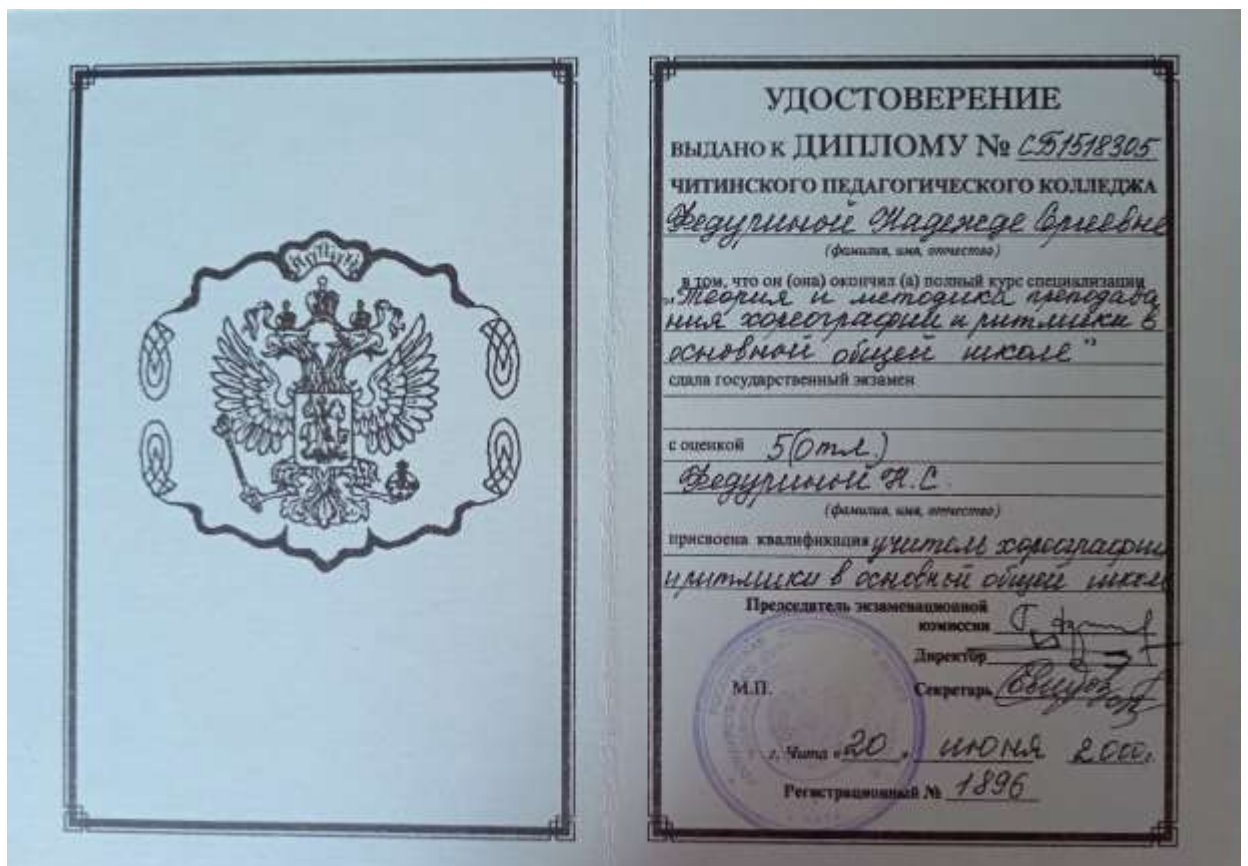 УДОСТОВЕРЕНИЕ
ВЫДАНО К ДИПЛОМУ № СБ1518305
ЧИТИНСКОГО ПЕДАГОГИЧЕСКОГО КОЛЛЕДЖА
Федуриной Надежде Сергеевне
(фамилия, имя, отчество)
в том, что он (она) окончил (а) полный курс специализации
"Теория и методика преподава
ния хореографии и ритмики в
основной общей школе"
сдала государственный экзамен
с оценкой 5(отл.)
Федуриной Н.С.
(фамилия, имя, отчество)
присвоена квалификация учитель хореографии
и ритмики в основной общей школе
Председатель экзаменационной
комиссии
Директор
М.П. Секретарь
г. Чита «20» июня 2000г.
Регистрационный № 1896